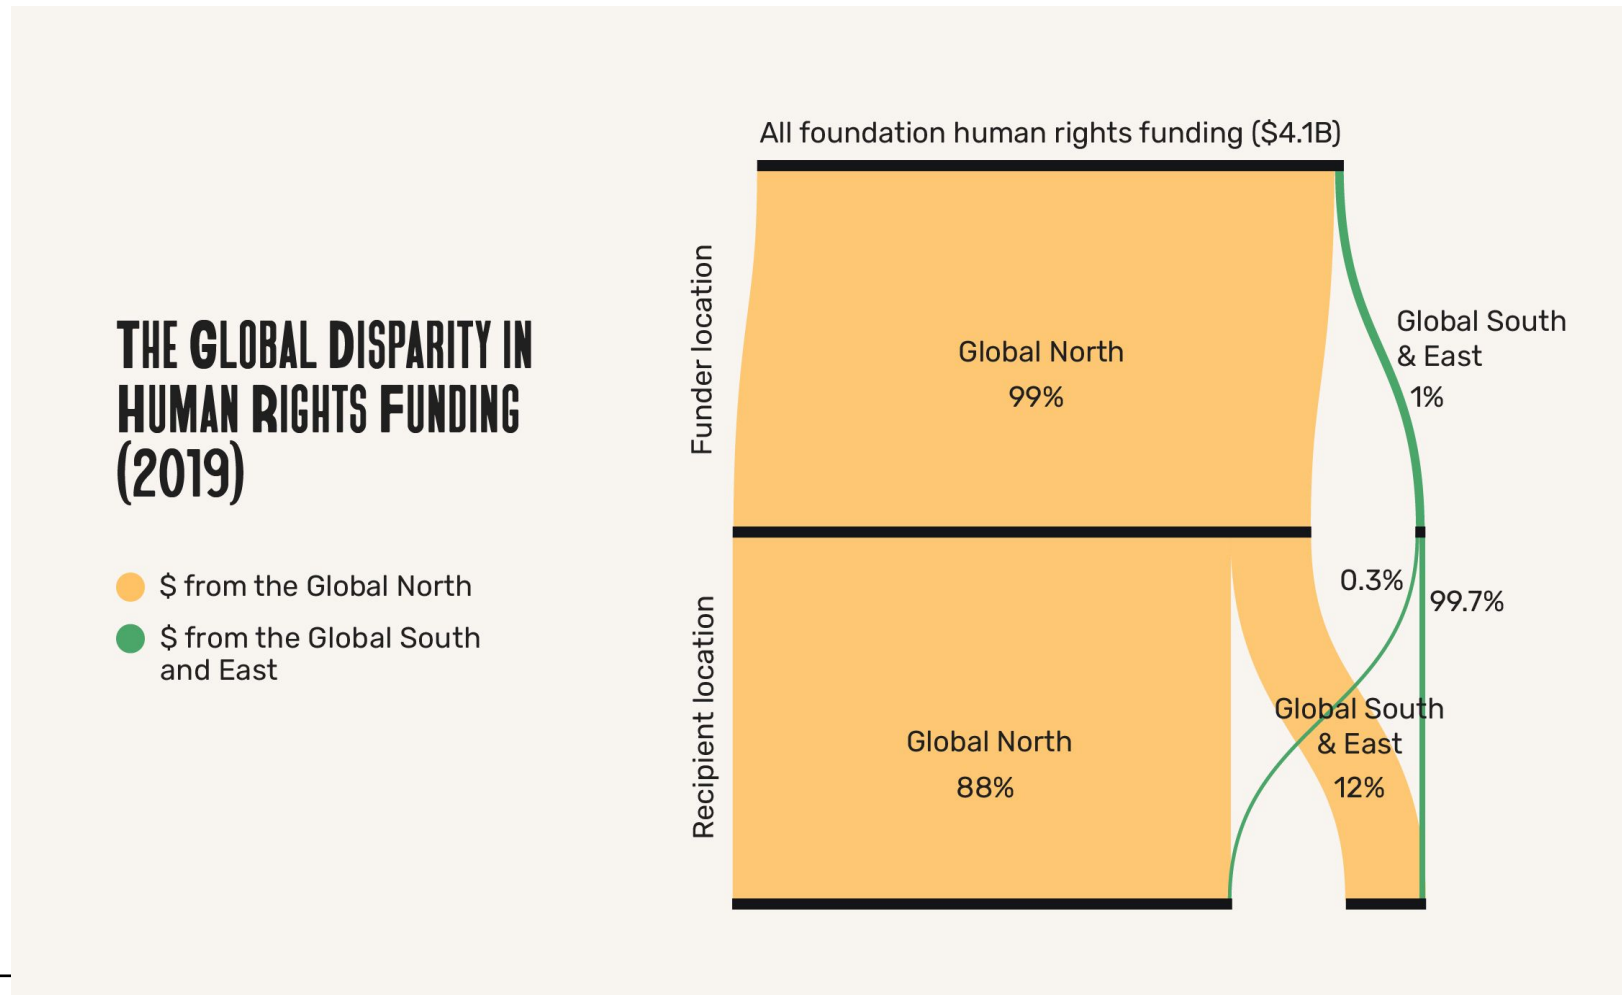 The Global Disparity in
Human Rights Funding
(2019)
$ from the Global North
$ from the Global South
and East
All foundation human rights funding ($4.1B)
Funder location
Global North
99%
Global South
& East
1%
Recipient location
0.3%
99.7%
Global North
88%
Global South
& East
12%